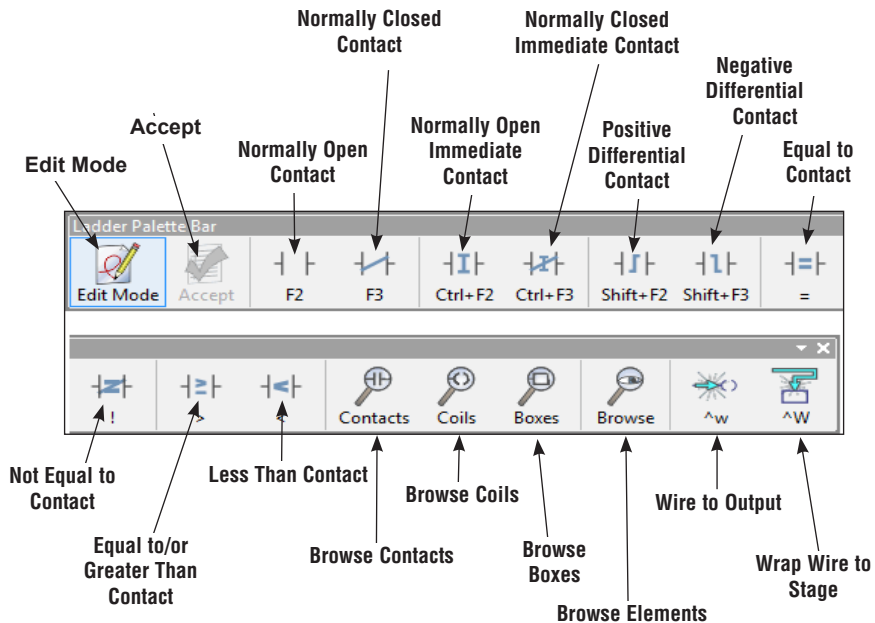 Normally Closed
Contact
Normally Closed
Immediate Contact
Negative
Differential
Contact
Accept
Normally Open
Contact
Normally Open
Immediate
Contact
Positive
Differential
Contact
Equal to
Contact
Edit Mode
Ladder Palette Bar
Edit Mode
Accept
F2
F3
Ctrl+F2
Ctrl+F3
Shift+F2
Shift+F3
=
!
>
<
Contacts
Coils
Boxes
Browse
^w
^W
Not Equal to
Contact
Less Than Contact
Browse Coils
Wire to Output
Equal to/or
Greater Than
Contact
Browse Contacts
Browse
Boxes
Wrap Wire to
Stage
Browse Elements